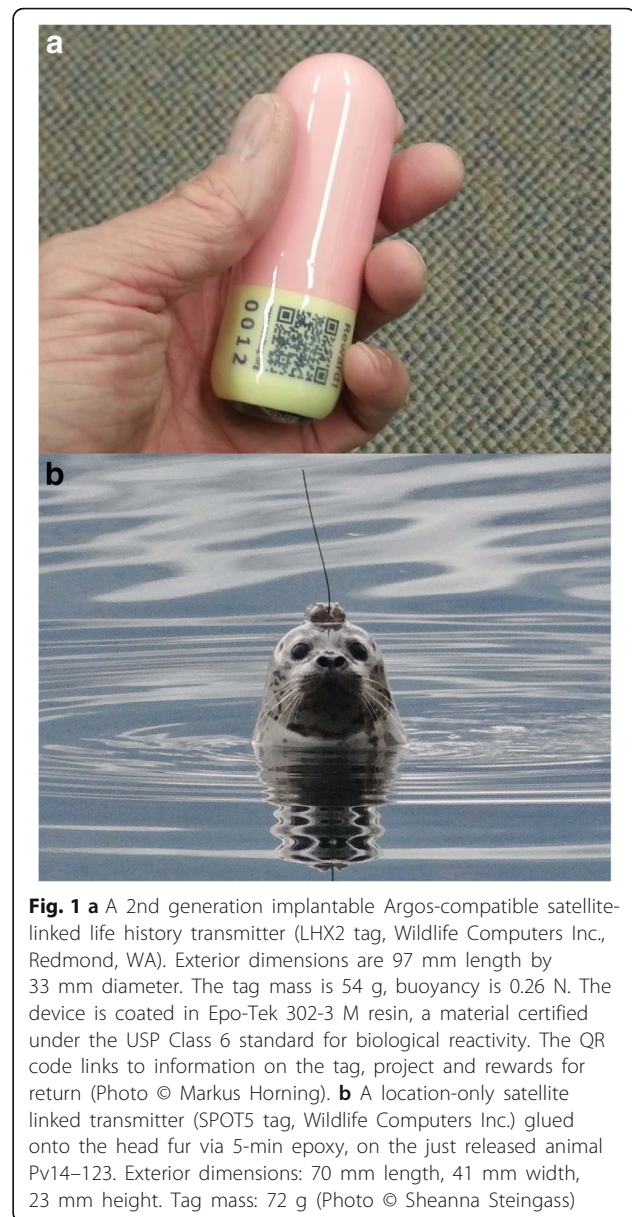 a
0012
Reward!
b
Fig. 1 a A 2nd generation implantable Argos-compatible satellite-
linked life history transmitter (LHX2 tag, Wildlife Computers Inc.,
Redmond, WA). Exterior dimensions are 97 mm length by
33 mm diameter. The tag mass is 54 g, buoyancy is 0.26 N. The
device is coated in Epo-Tek 302-3 M resin, a material certified
under the USP Class 6 standard for biological reactivity. The QR
code links to information on the tag, project and rewards for
return (Photo © Markus Horning). b A location-only satellite
linked transmitter (SPOT5 tag, Wildlife Computers Inc.) glued
onto the head fur via 5-min epoxy, on the just released animal
Pv14–123. Exterior dimensions: 70 mm length, 41 mm width,
23 mm height. Tag mass: 72 g (Photo © Sheanna Steingass)